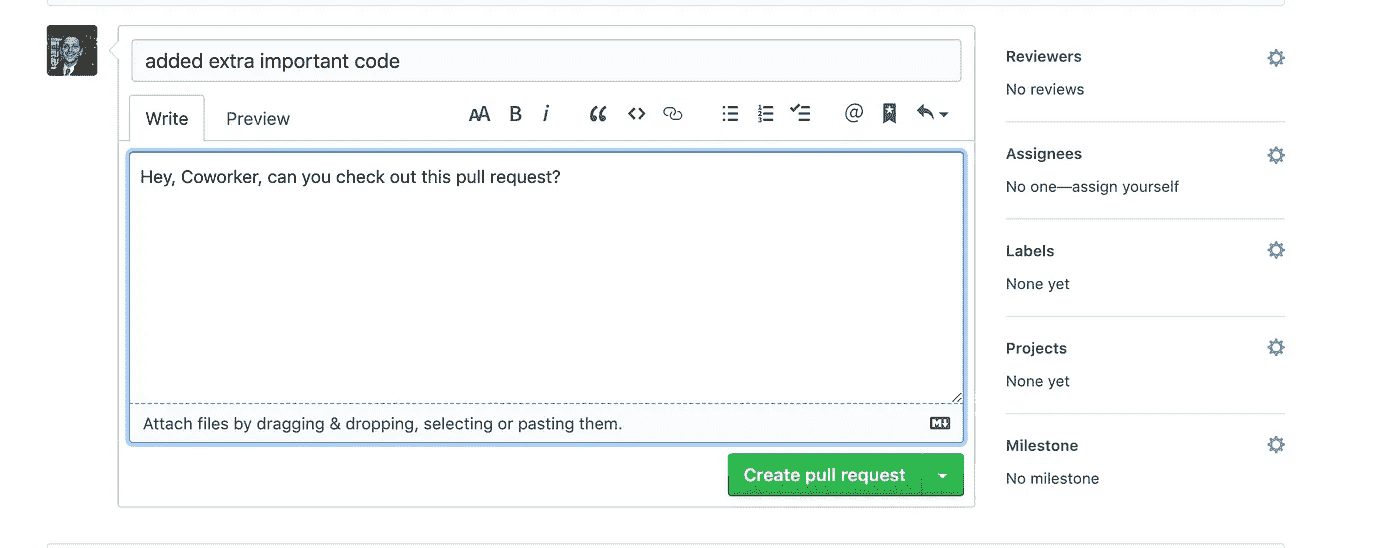 added extra important code
Write Preview
Hey, Coworker, can you check out this pull request?
Attach files by dragging & dropping, selecting or pasting them.
Create pull request
Reviewers
No reviews
Assignees
No one—assign yourself
Labels
None yet
Projects
None yet
Milestone
No milestone